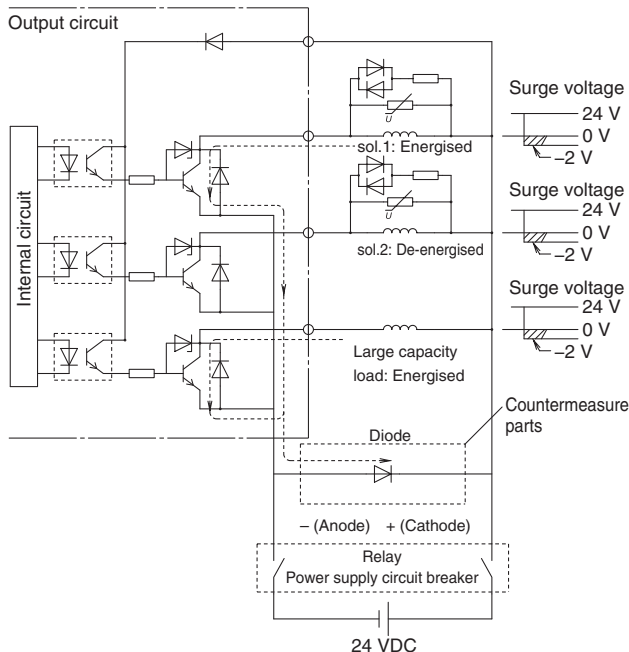 Output circuit
Internal circuit
Surge voltage
24 V
0 V
–2 V
sol.1: Energised
Surge voltage
24 V
0 V
–2 V
sol.2: De-energised
Surge voltage
24 V
0 V
–2 V
Large capacity
load: Energised
Countermeasure
parts
Diode
– (Anode) + (Cathode)
Relay
Power supply circuit breaker
24 VDC